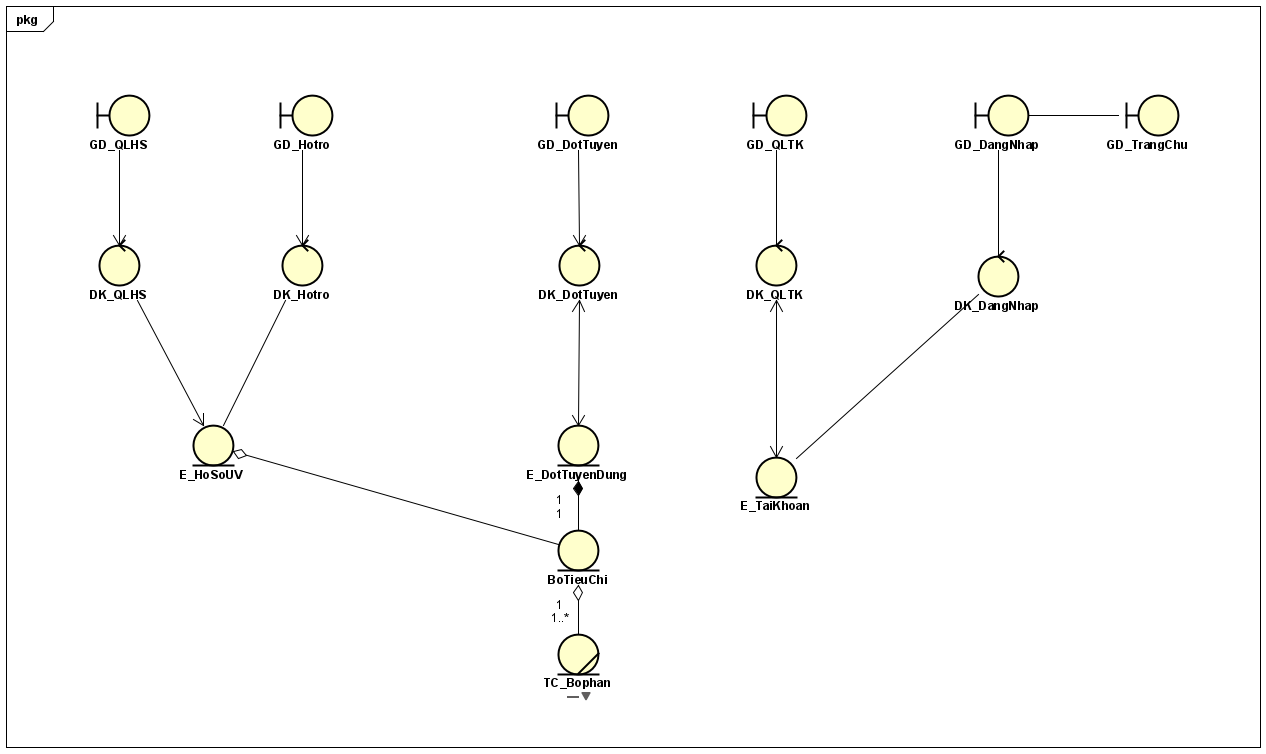 pkg
GD_QLHS
GD_Hotro
GD_DotTuyen
GD_QLTK
GD_DangNhap
GD_TrangChu
DK_QLHS
DK_Hotro
DK_DotTuyen
DK_QLTK
DK_DangNhap
E_HoSoUV
E_DotTuyenDung
1
1
E_TaiKhoan
BoTieuChi
1
1..*
TC_Bophan